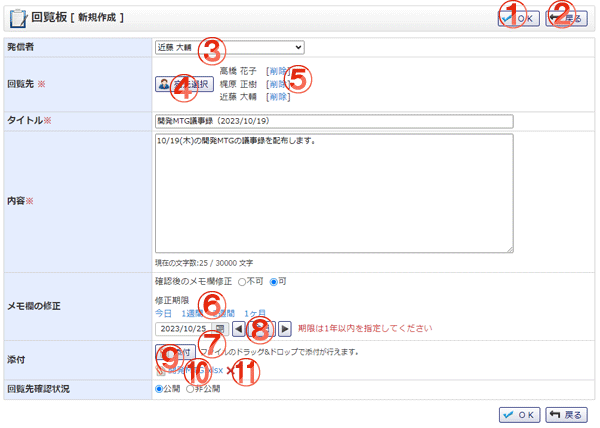 回覧板 [ 新規作成 ]
① OK ② 戻る
発信者 近藤 大輔 ③
回覧先 ※ ④ 選択 ⑤
高橋 花子 [削除]
梶原 正樹 [削除]
近藤 大輔 [削除]
タイトル※ 開発MTG議事録（2023/10/19）
内容※ 10/19(木)の開発MTGの議事録を配布します。
現在の文字数:25 / 30000 文字
メモ欄の修正 確認後のメモ欄修正 不可 可
修正期限 ⑥
今日 1週間 週間 1ヶ月
2023/10/25 ⑦ ⑧ 期限は1年以内を指定してください
添付 ⑨ 添付 ファイルのドラッグ&ドロップで添付が行えます。
開発MTG ⑩ xlsx ⑪
回覧先確認状況 公開 非公開
OK 戻る